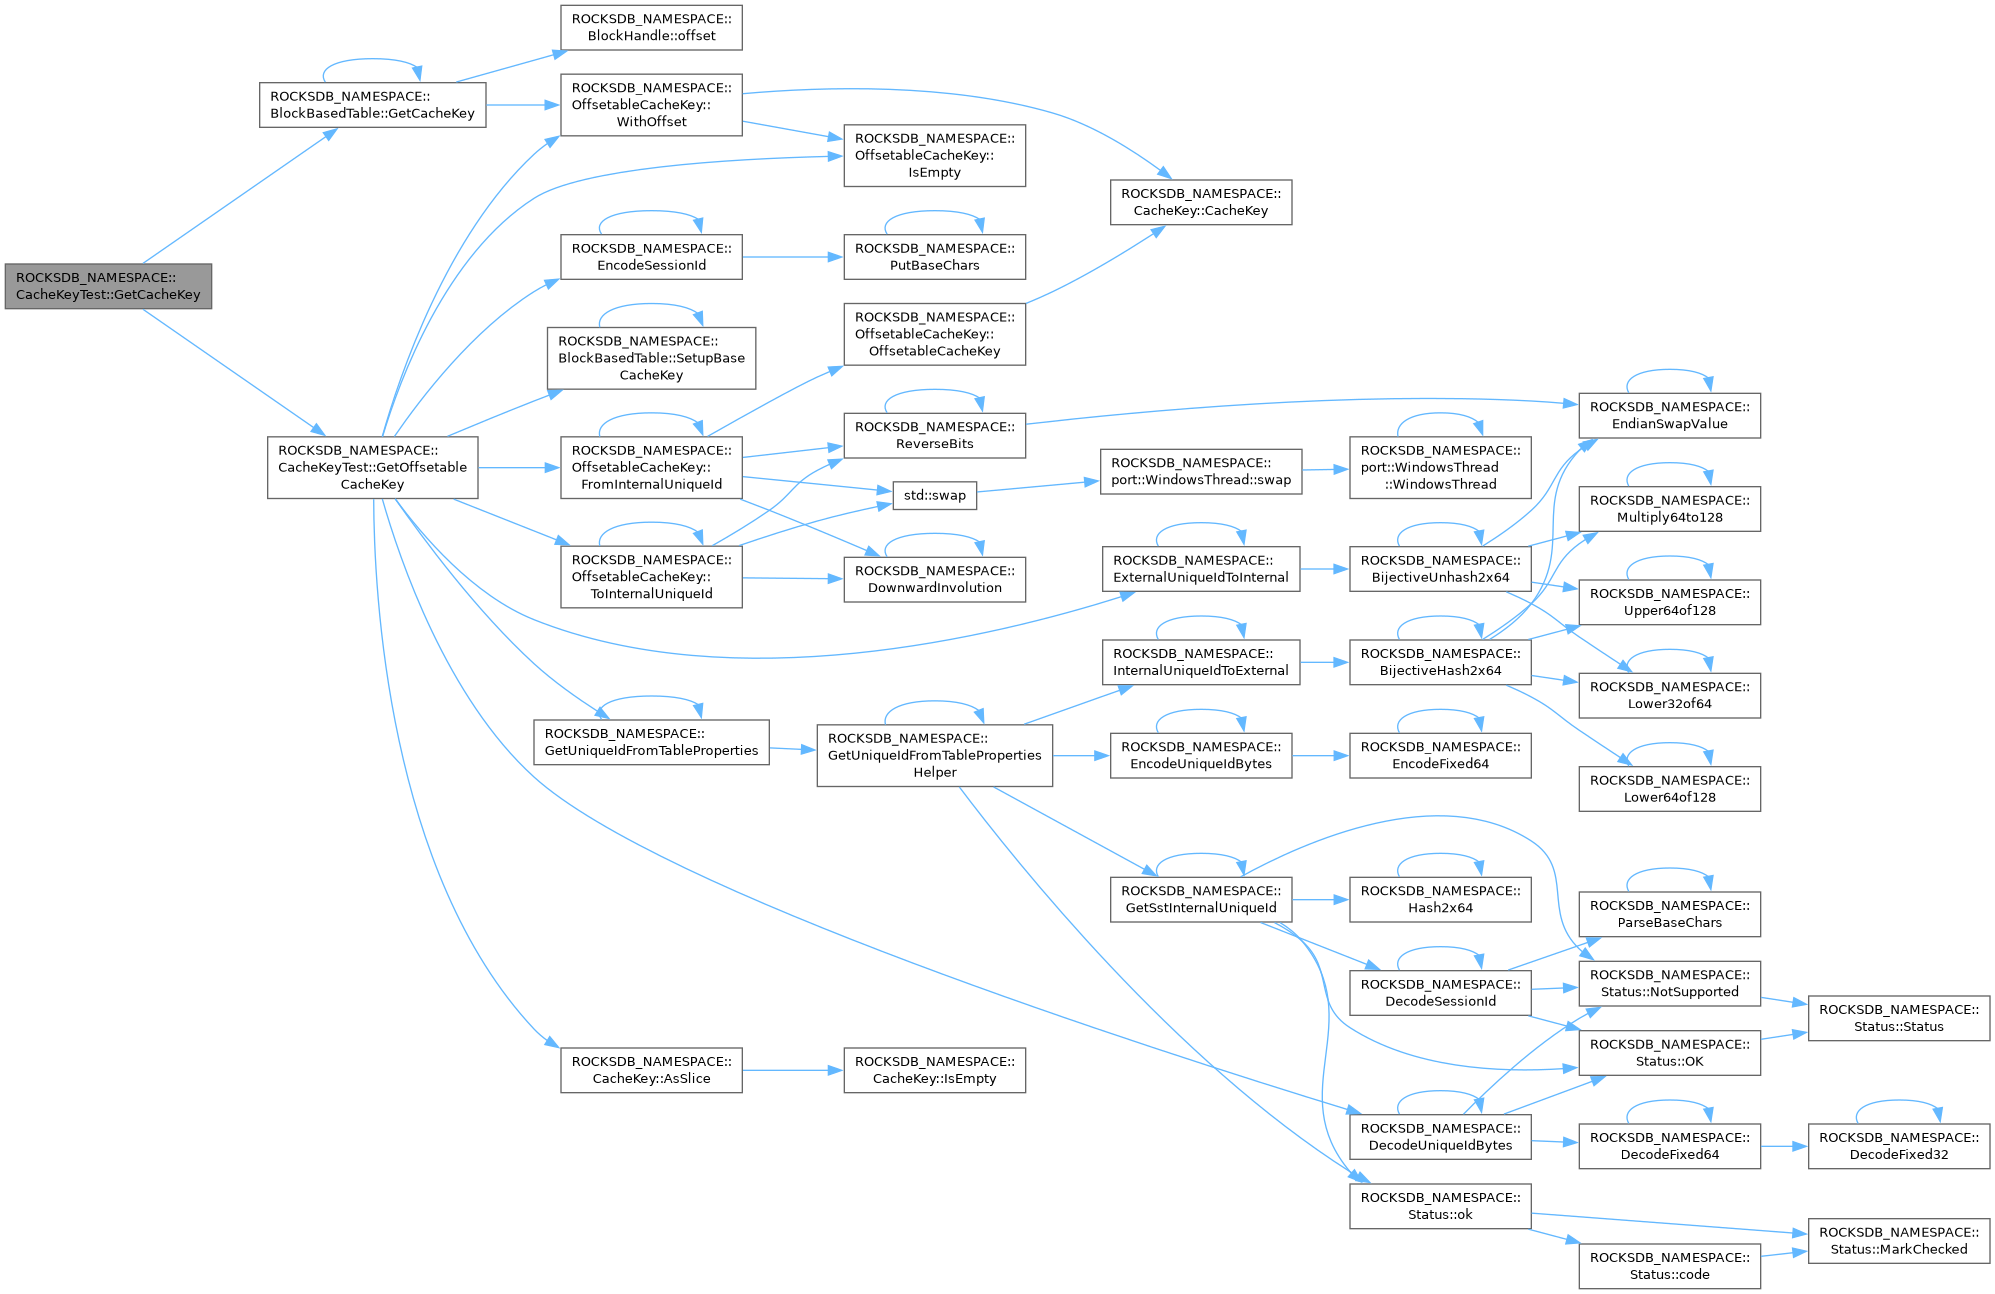 ROCKSDB_NAMESPACE::
CacheKeyTest::GetCacheKey
ROCKSDB_NAMESPACE::
BlockBasedTable::GetCacheKey
ROCKSDB_NAMESPACE::
CacheKeyTest::GetOffsetable
CacheKey
ROCKSDB_NAMESPACE::
BlockHandle::offset
ROCKSDB_NAMESPACE::
OffsetableCacheKey::
WithOffset
ROCKSDB_NAMESPACE::
EncodeSessionId
ROCKSDB_NAMESPACE::
BlockBasedTable::SetupBase
CacheKey
ROCKSDB_NAMESPACE::
OffsetableCacheKey::
FromInternalUniqueId
ROCKSDB_NAMESPACE::
OffsetableCacheKey::
ToInternalUniqueId
ROCKSDB_NAMESPACE::
GetUniqueIdFromTableProperties
ROCKSDB_NAMESPACE::
CacheKey::AsSlice
ROCKSDB_NAMESPACE::
OffsetableCacheKey::
IsEmpty
ROCKSDB_NAMESPACE::
PutBaseChars
ROCKSDB_NAMESPACE::
OffsetableCacheKey::
OffsetableCacheKey
ROCKSDB_NAMESPACE::
ReverseBits
std::swap
ROCKSDB_NAMESPACE::
DownwardInvolution
ROCKSDB_NAMESPACE::
GetUniqueIdFromTableProperties
Helper
ROCKSDB_NAMESPACE::
CacheKey::IsEmpty
ROCKSDB_NAMESPACE::
CacheKey::CacheKey
ROCKSDB_NAMESPACE::
port::WindowsThread::swap
ROCKSDB_NAMESPACE::
ExternalUniqueIdToInternal
ROCKSDB_NAMESPACE::
InternalUniqueIdToExternal
ROCKSDB_NAMESPACE::
EncodeUniqueIdBytes
ROCKSDB_NAMESPACE::
GetSstInternalUniqueId
ROCKSDB_NAMESPACE::
port::WindowsThread
::WindowsThread
ROCKSDB_NAMESPACE::
BijectiveUnhash2x64
ROCKSDB_NAMESPACE::
BijectiveHash2x64
ROCKSDB_NAMESPACE::
EncodeFixed64
ROCKSDB_NAMESPACE::
Hash2x64
ROCKSDB_NAMESPACE::
DecodeSessionId
ROCKSDB_NAMESPACE::
DecodeUniqueIdBytes
ROCKSDB_NAMESPACE::
Status::ok
ROCKSDB_NAMESPACE::
EndianSwapValue
ROCKSDB_NAMESPACE::
Multiply64to128
ROCKSDB_NAMESPACE::
Upper64of128
ROCKSDB_NAMESPACE::
Lower32of64
ROCKSDB_NAMESPACE::
Lower64of128
ROCKSDB_NAMESPACE::
ParseBaseChars
ROCKSDB_NAMESPACE::
Status::NotSupported
ROCKSDB_NAMESPACE::
Status::OK
ROCKSDB_NAMESPACE::
DecodeFixed64
ROCKSDB_NAMESPACE::
Status::code
ROCKSDB_NAMESPACE::
Status::Status
ROCKSDB_NAMESPACE::
DecodeFixed32
ROCKSDB_NAMESPACE::
Status::MarkChecked